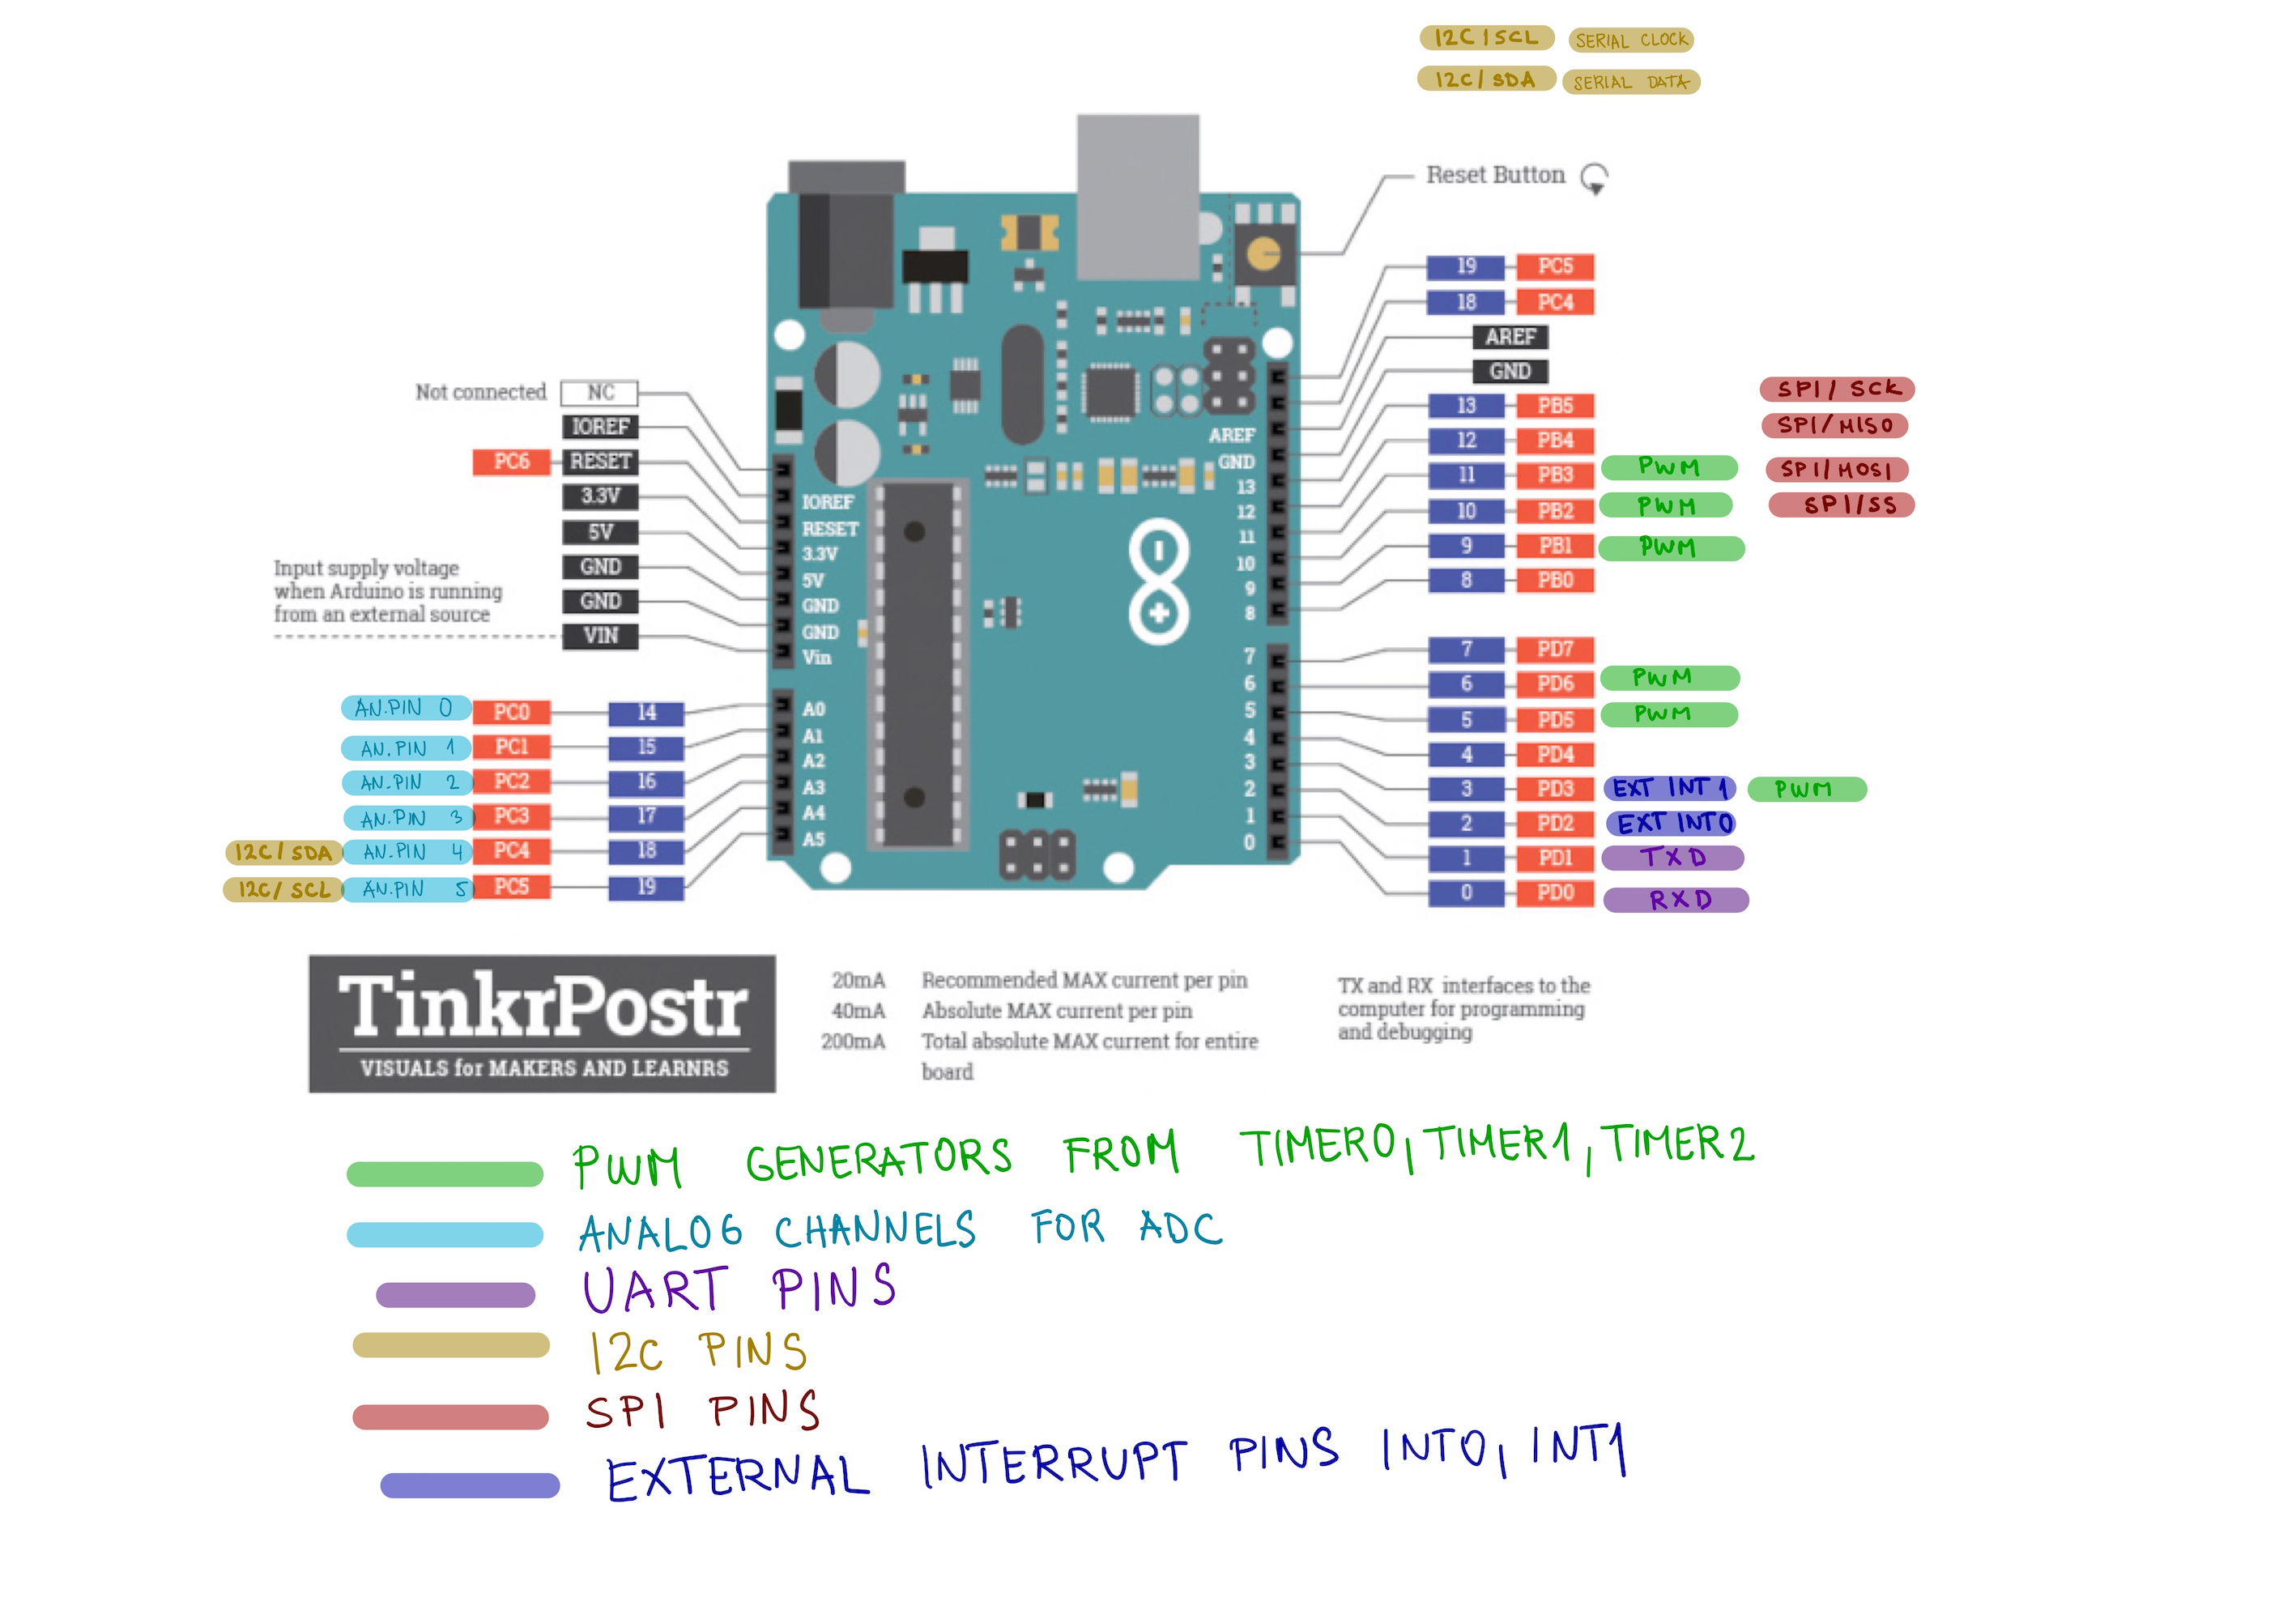 I2C/SCL SERIAL CLOCK
I2C/SDA SERIAL DATA
Reset Button
19 PC5
18 PC4
AREF
GND
13 PB5 SPI/SCK
12 PB4 SPI/MISO
11 PB3 PWM SPI/MOSI
10 PB2 PWM SPI/SS
9 PB1 PWM
8 PB0
7 PD7
6 PD6 PWM
5 PD5 PWM
4 PD4
3 PD3 EXT INT 1 PWM
2 PD2 EXT INT0
1 PD1 TXD
0 PD0 RXD
Not connected NC
IOREF
PC6 RESET
3.3V
5V
GND
GND
VIN
Input supply voltage
when Arduino is running
from an external source
AN.PIN 0 PC0 14
AN.PIN 1 PC1 15
AN.PIN 2 PC2 16
AN.PIN 3 PC3 17
I2C/SDA AN.PIN 4 PC4 18
I2C/SCL AN.PIN 5 PC5 19
IOREF
RESET
3.3V
5V
GND
GND
Vin
A0
A1
A2
A3
A4
A5
AREF
GND
13
12
11
10
9
8
7
6
5
4
3
2
1
0
TinkrPostr
VISUALS for MAKERS AND LEARNRS
20mA Recommended MAX current per pin
40mA Absolute MAX current per pin
200mA Total absolute MAX current for entire
board
TX and RX interfaces to the
computer for programming
and debugging
PWM GENERATORS FROM TIMER0, TIMER1, TIMER2
ANALOG CHANNELS FOR ADC
UART PINS
I2C PINS
SPI PINS
EXTERNAL INTERRUPT PINS INT0, INT1